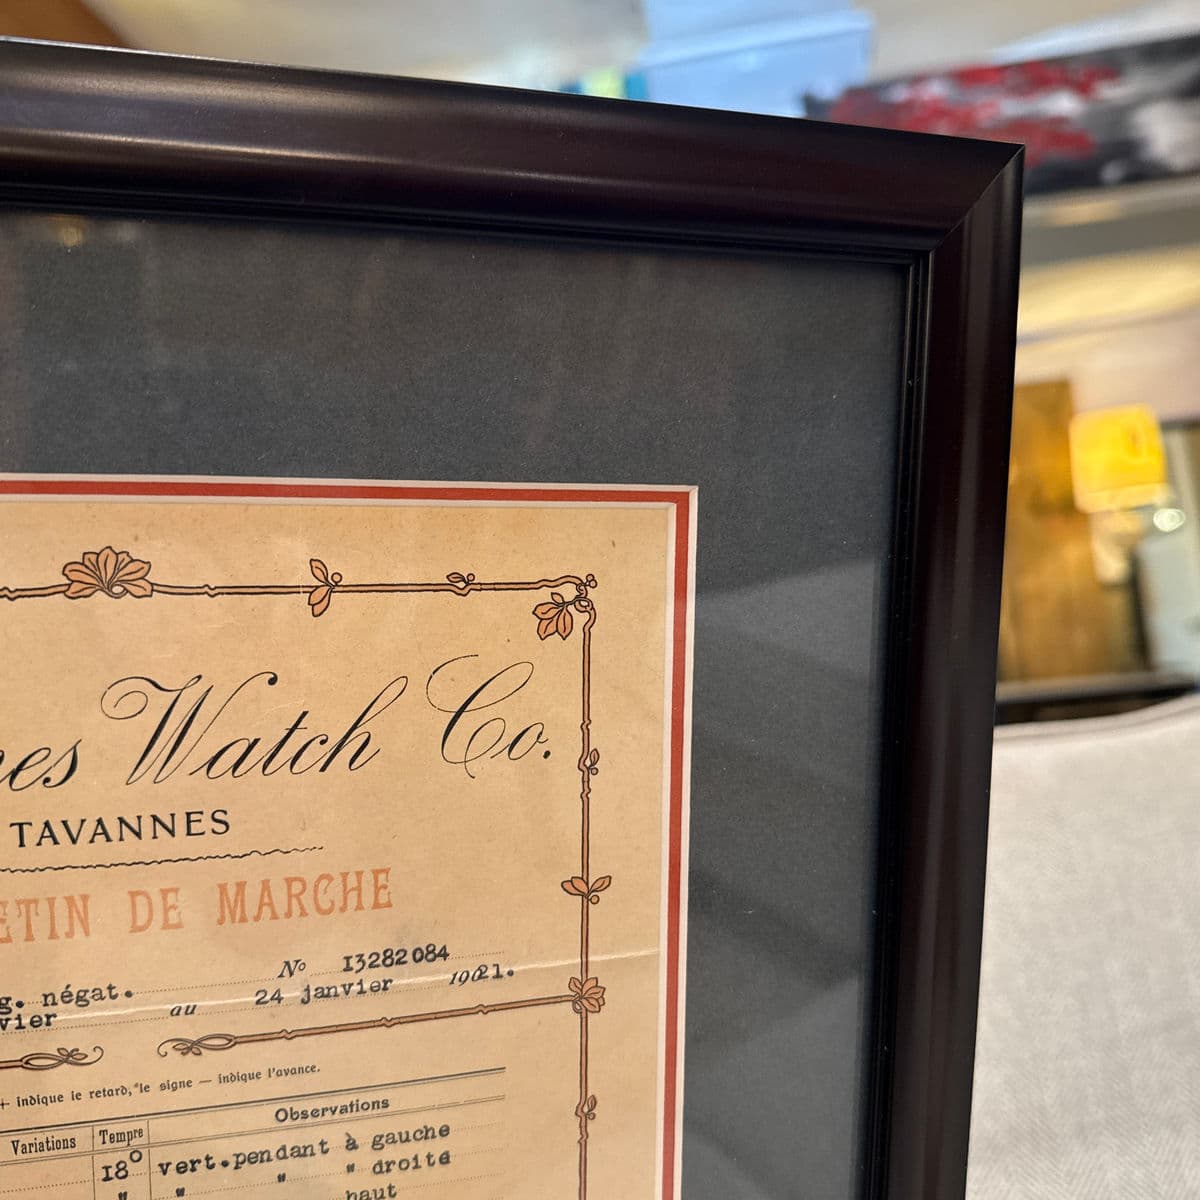 es Watch Co.
TAVANNES
ETIN DE MARCHE
No 13282084
g. négat.
vier au 24 janvier 1921.
+ indique le retard, le signe — indique l'avance.
Variations Tempre Observations
18° vert.pendant à gauche
" " " " droite
haut